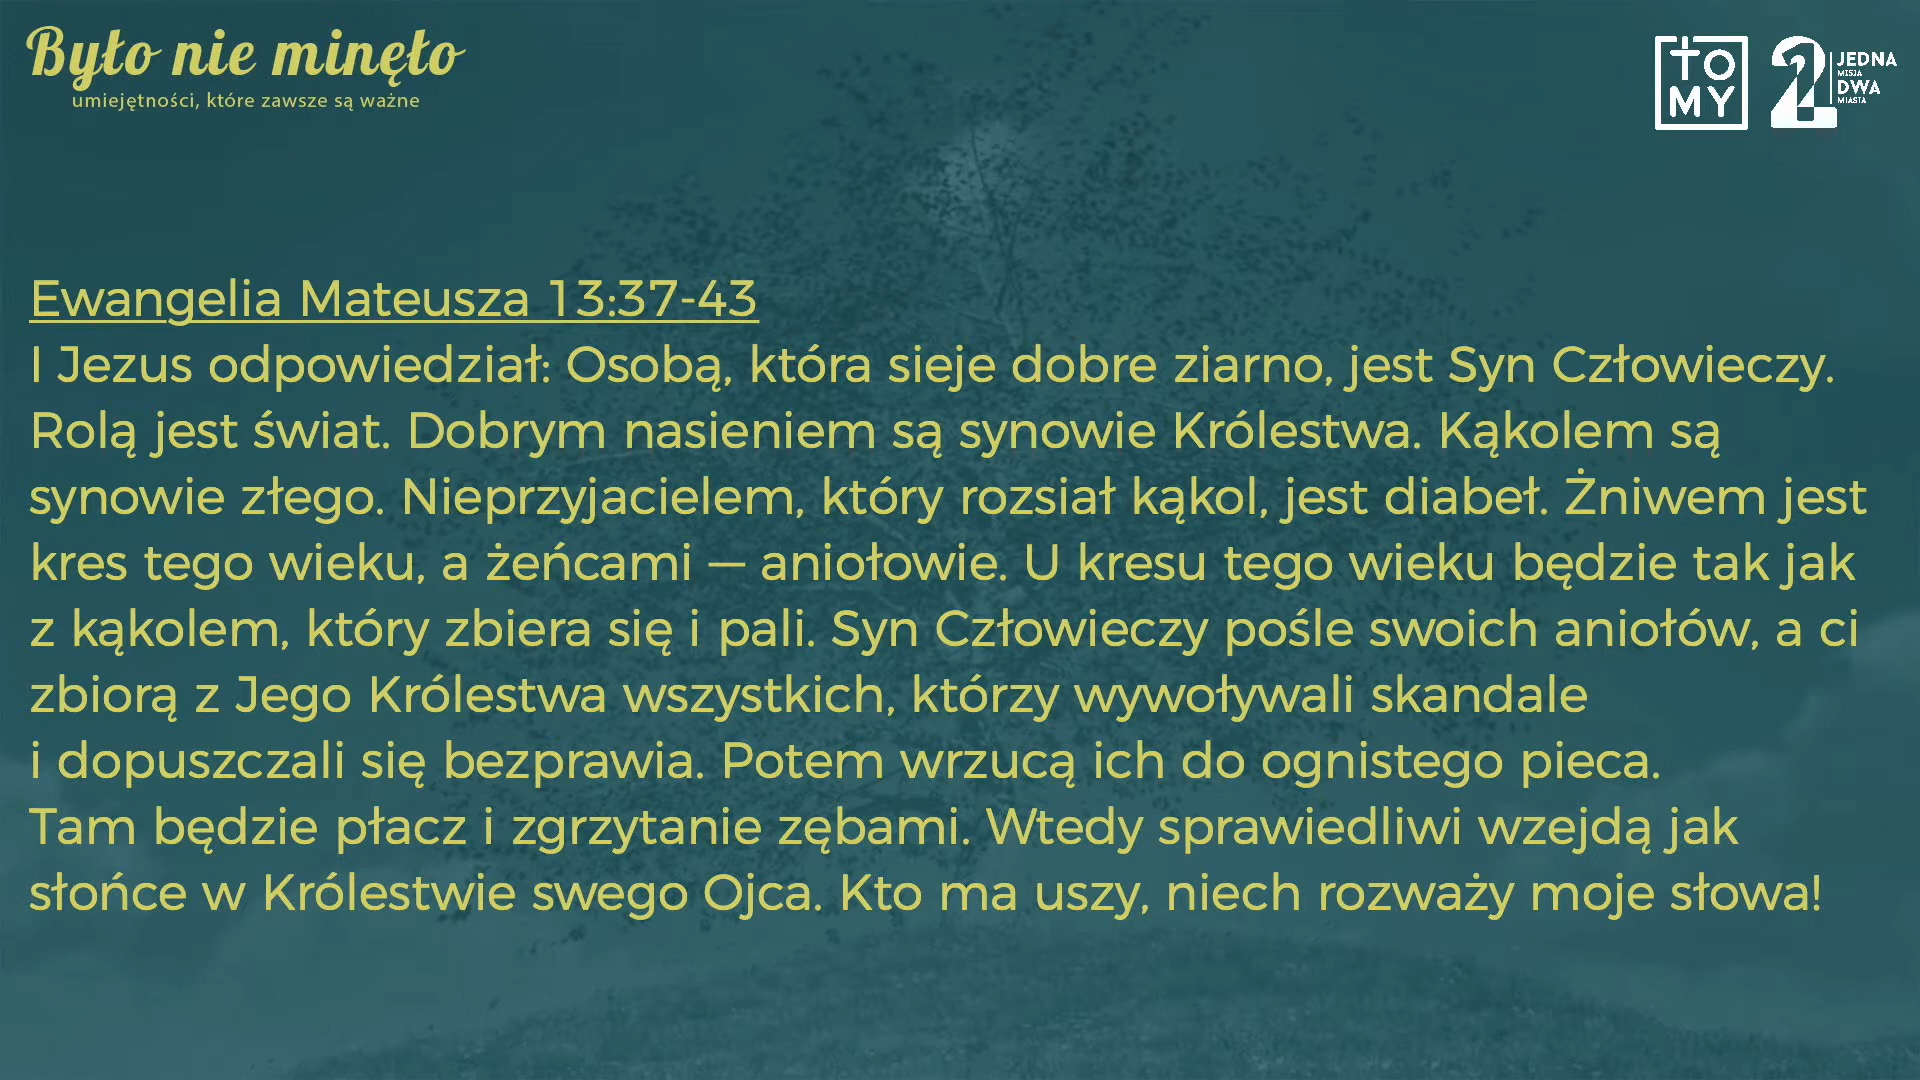 Było nie minęło
umiejętności, które zawsze są ważne
TO
MY
2
JEDNA
MISJA
DWA
MIASTA
Ewangelia Mateusza 13:37-43
I Jezus odpowiedział: Osobą, która sieje dobre ziarno, jest Syn Człowieczy.
Rolą jest świat. Dobrym nasieniem są synowie Królestwa. Kąkolem są
synowie złego. Nieprzyjacielem, który rozsiał kąkol, jest diabeł. Żniwem jest
kres tego wieku, a żeńcami — aniołowie. U kresu tego wieku będzie tak jak
z kąkolem, który zbiera się i pali. Syn Człowieczy pośle swoich aniołów, a ci
zbiorą z Jego Królestwa wszystkich, którzy wywoływali skandale
i dopuszczali się bezprawia. Potem wrzucą ich do ognistego pieca.
Tam będzie płacz i zgrzytanie zębami. Wtedy sprawiedliwi wzejdą jak
słońce w Królestwie swego Ojca. Kto ma uszy, niech rozważy moje słowa!